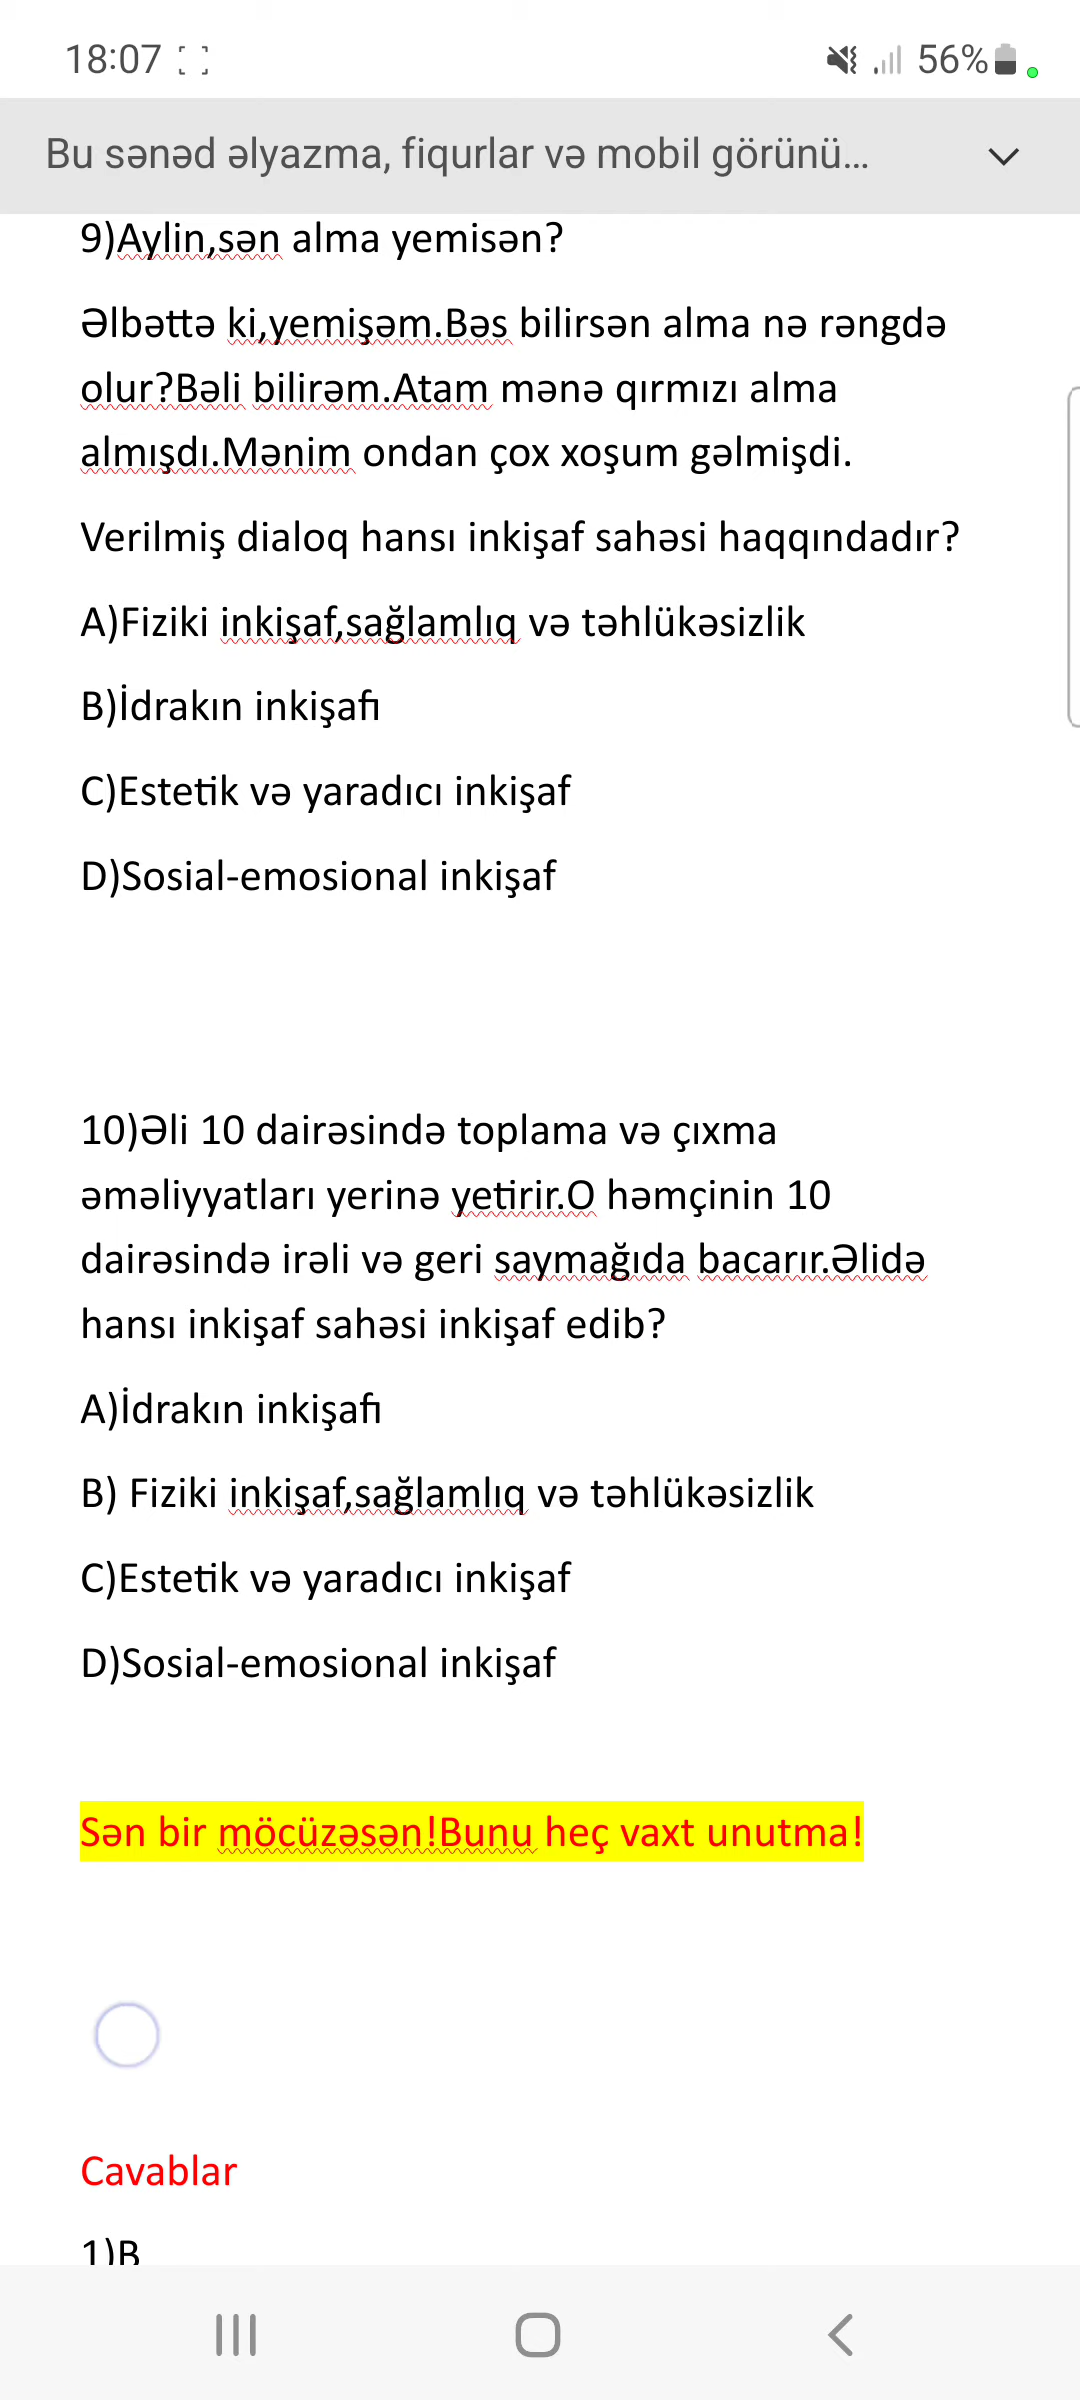 18:07
56%
Bu sənəd əlyazma, fiqurlar və mobil görünü...
9)Aylin,sən alma yemisən?
Əlbəttə ki,yemişəm.Bəs bilirsən alma nə rəngdə
olur?Bəli bilirəm.Atam mənə qırmızı alma
almışdı.Mənim ondan çox xoşum gəlmişdi.
Verilmiş dialoq hansı inkişaf sahəsi haqqındadır?
A)Fiziki inkişaf,sağlamlıq və təhlükəsizlik
B)İdrakın inkişafı
C)Estetik və yaradıcı inkişaf
D)Sosial-emosional inkişaf
10)Əli 10 dairəsində toplama və çıxma
əməliyyatları yerinə yetirir.O həmçinin 10
dairəsində irəli və geri saymağıda bacarır.Əlidə
hansı inkişaf sahəsi inkişaf edib?
A)İdrakın inkişafı
B) Fiziki inkişaf,sağlamlıq və təhlükəsizlik
C)Estetik və yaradıcı inkişaf
D)Sosial-emosional inkişaf
Sən bir möcüzəsən!Bunu heç vaxt unutma!
Cavablar
1)B